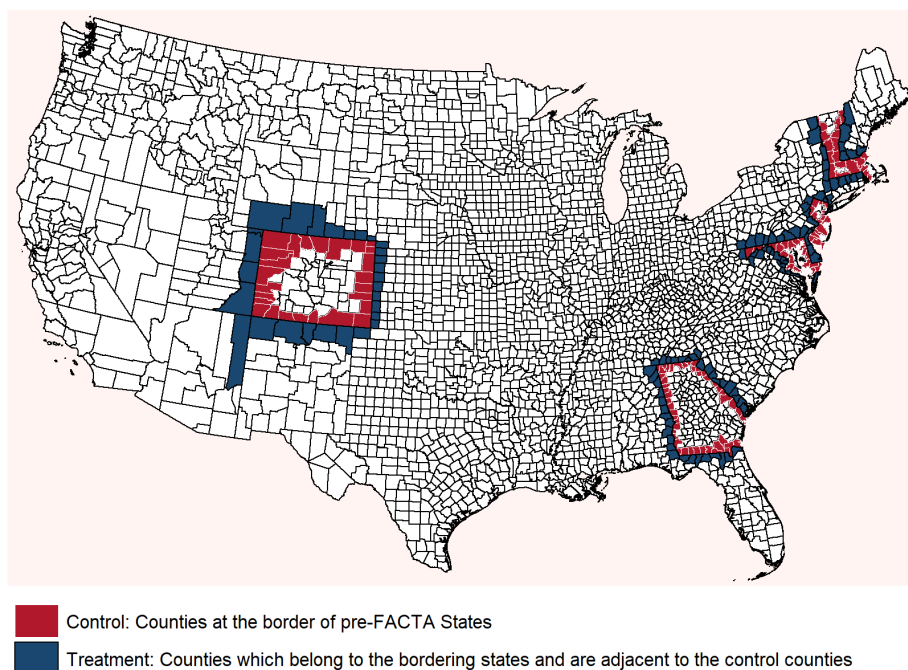 Control: Counties at the border of pre-FACTA States
Treatment: Counties which belong to the bordering states and are adjacent to the control counties